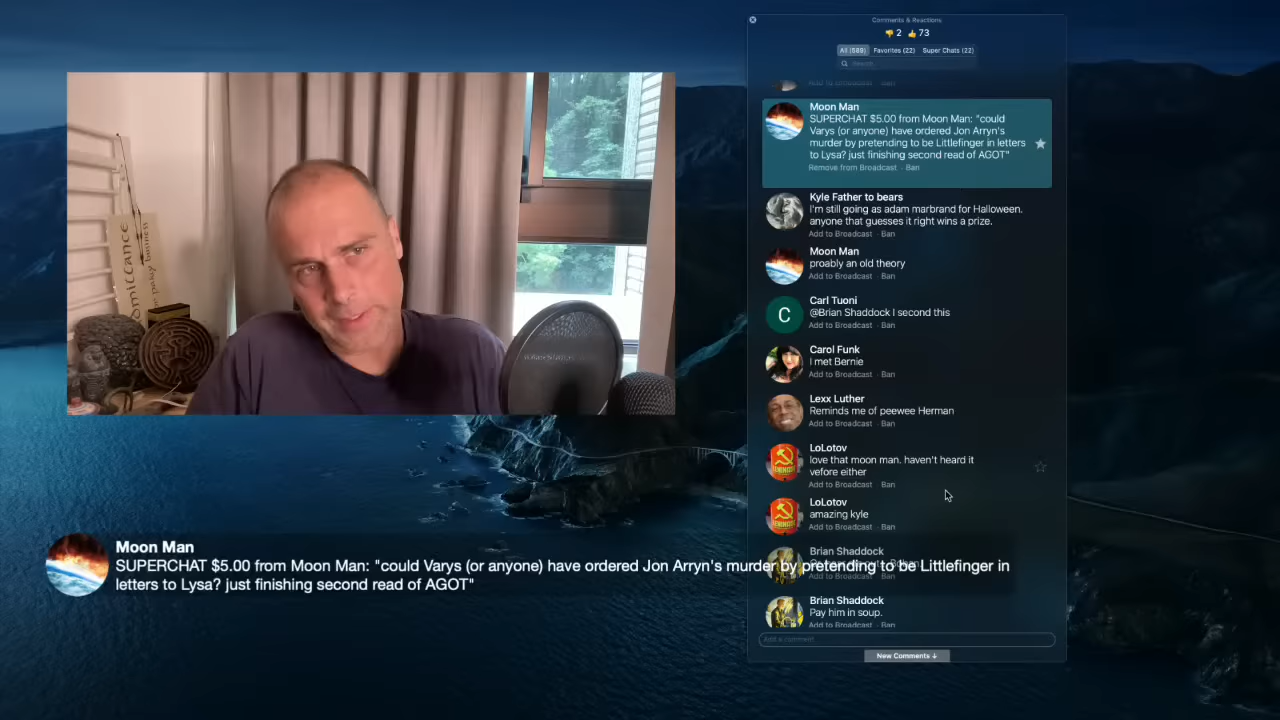 Comments & Reactions
2 73
All (588) Favorites (22) Super Chats (22)
Search
Add to Broadcast · Ban
Moon Man
SUPERCHAT $5.00 from Moon Man: "could
Varys (or anyone) have ordered Jon Arryn's
murder by pretending to be Littlefinger in letters
to Lysa? just finishing second read of AGOT"
Remove from Broadcast · Ban
Kyle Father to bears
I'm still going as adam marbrand for Halloween.
anyone that guesses it right wins a prize.
Add to Broadcast · Ban
Moon Man
proably an old theory
Add to Broadcast · Ban
C
Carl Tuoni
@Brian Shaddock I second this
Add to Broadcast · Ban
Carol Funk
I met Bernie
Add to Broadcast · Ban
Lexx Luther
Reminds me of peewee Herman
Add to Broadcast · Ban
LoLotov
love that moon man. haven't heard it
vefore either
Add to Broadcast · Ban
LoLotov
amazing kyle
Add to Broadcast · Ban
Brian Shaddock
Brian Shaddock
Pay him in soup.
Add to Broadcast · Ban
Add a comment
New Comments ↓
Moon Man
SUPERCHAT $5.00 from Moon Man: "could Varys (or anyone) have ordered Jon Arryn's murder by pretending to be Littlefinger in
letters to Lysa? just finishing second read of AGOT"